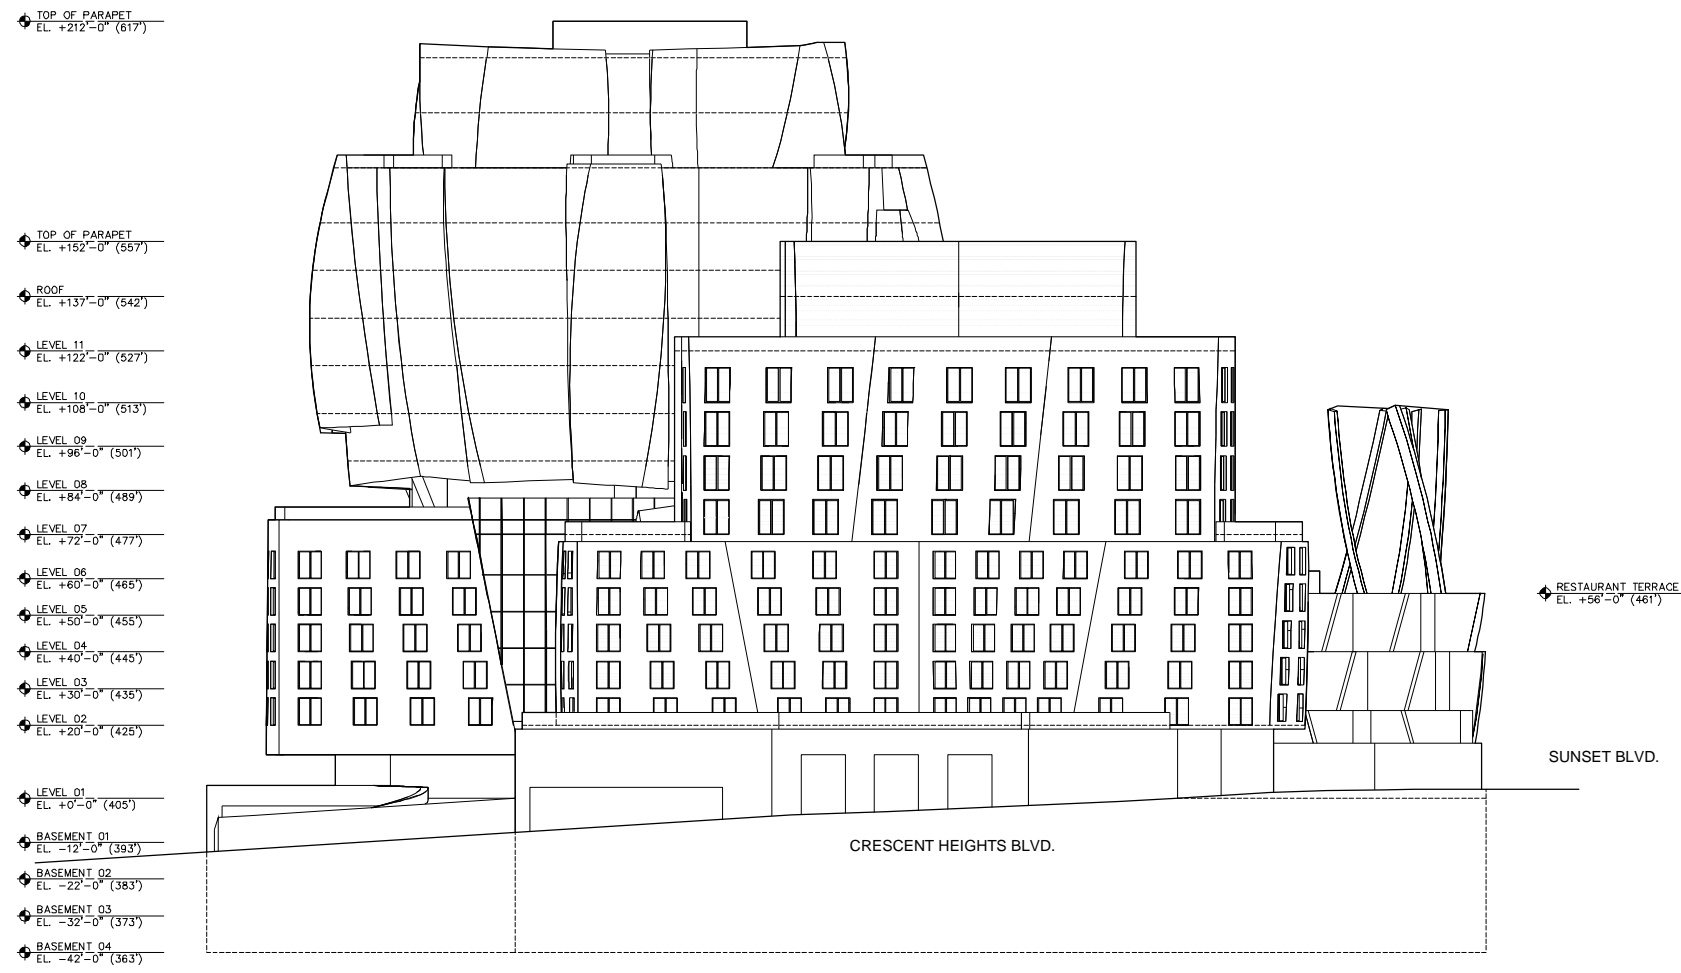 TOP OF PARAPET
EL. +212'-0" (617')
TOP OF PARAPET
EL. +152'-0" (557')
ROOF
EL. +137'-0" (542')
LEVEL 11
EL. +122'-0" (527')
LEVEL 10
EL. +108'-0" (513')
LEVEL 09
EL. +96'-0" (501')
LEVEL 08
EL. +84'-0" (489')
LEVEL 07
EL. +72'-0" (477')
LEVEL 06
EL. +60'-0" (465')
LEVEL 05
EL. +50'-0" (455')
LEVEL 04
EL. +40'-0" (445')
LEVEL 03
EL. +30'-0" (435')
LEVEL 02
EL. +20'-0" (425')
LEVEL 01
EL. +0'-0" (405')
BASEMENT 01
EL. -12'-0" (393')
BASEMENT 02
EL. -22'-0" (383')
BASEMENT 03
EL. -32'-0" (373')
BASEMENT 04
EL. -42'-0" (363')
RESTAURANT TERRACE
EL. +56'-0" (461')
SUNSET BLVD.
CRESCENT HEIGHTS BLVD.